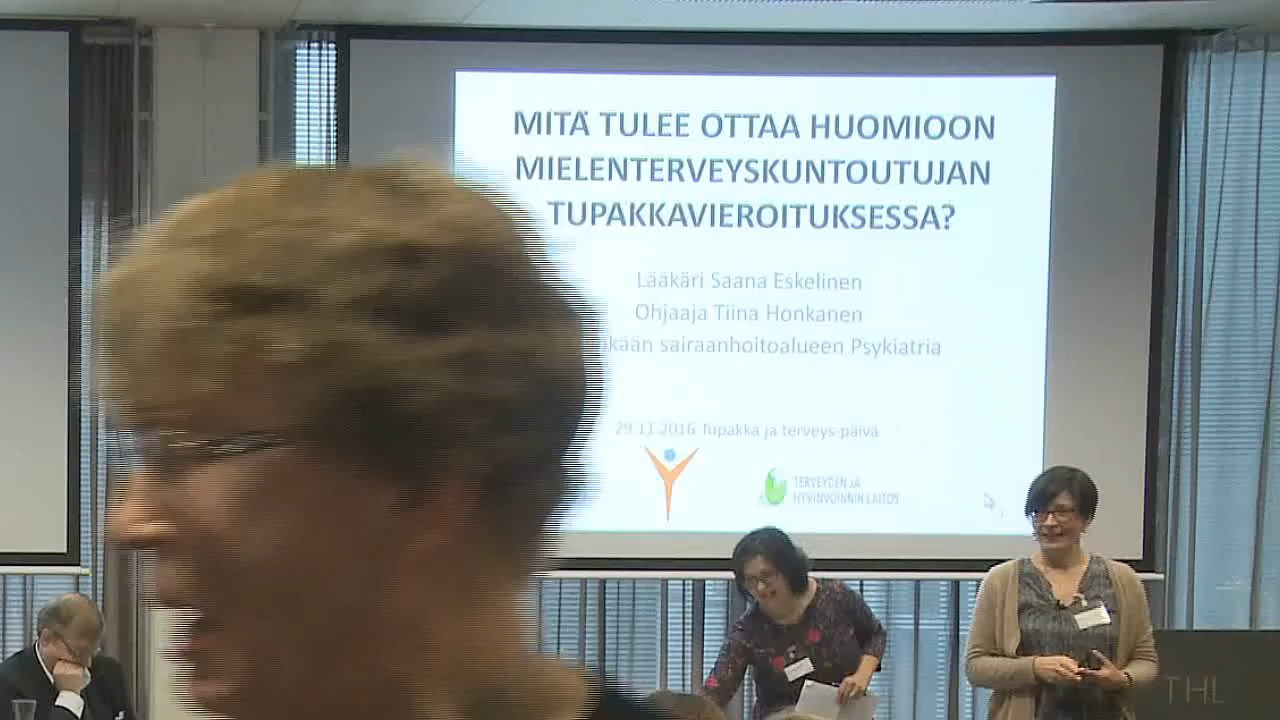 MITÄ TULEE OTTAA HUOMIOON
MIELENTERVEYSKUNTOUTUJAN
TUPAKKAVIEROITUKSESSA?
Lääkäri Saana Eskelinen
Ohjaaja Tiina Honkanen
sairaanhoitoalueen Psykiatria
29.11.2016 Tupakka ja terveys-päivä
TERVEYDEN JA
HYVINVOINNIN LAITOS
THL